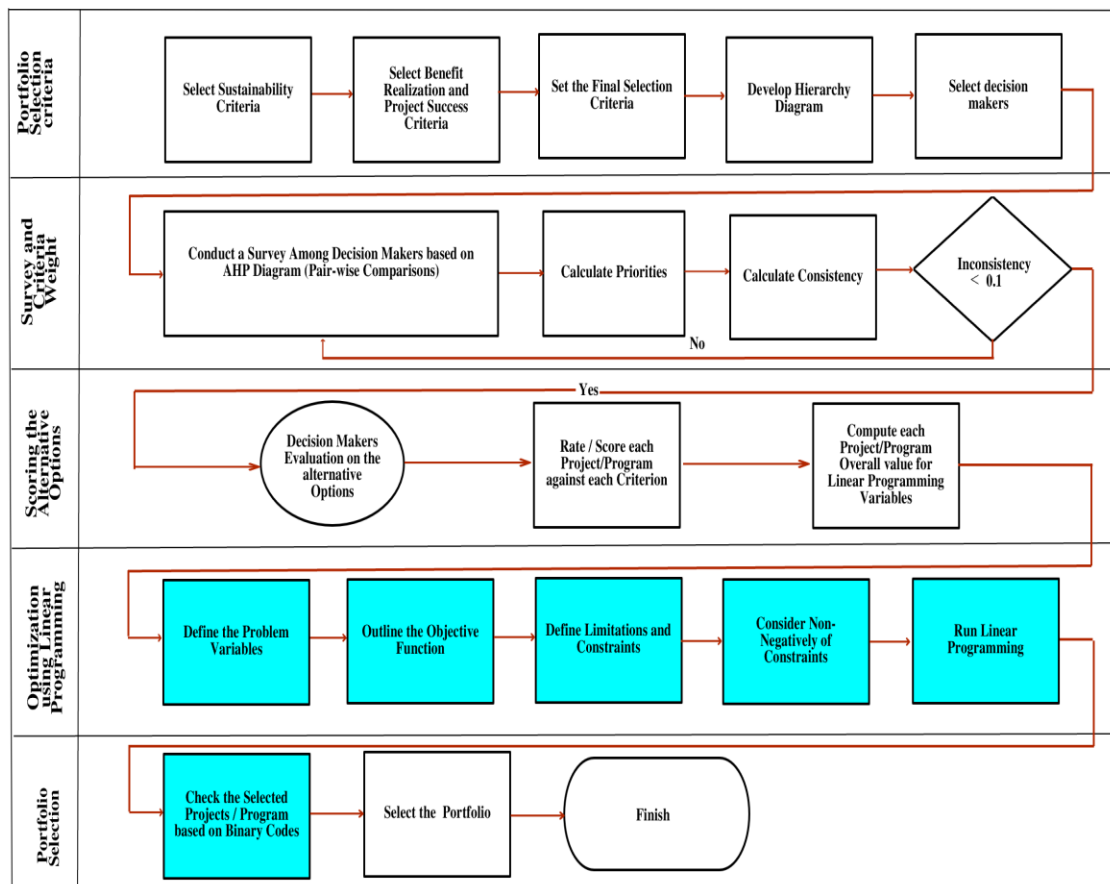 Portfolio
Selection
criteria
Select Sustainability
Criteria
Select Benefit
Realization and
Project Success
Criteria
Set the Final Selection
Criteria
Develop Hierarchy
Diagram
Select decision
makers
Survey and
Criteria
Weight
Conduct a Survey Among Decision Makers based on
AHP Diagram (Pair-wise Comparisons)
Calculate Priorities
Calculate Consistency
Inconsistency
< 0.1
No
Yes
Scoring the
Alternative
Options
Decision Makers
Evaluation on the
alternative
Options
Rate / Score each
Project/Program
against each Criterion
Compute each
Project/Program
Overall value for
Linear Programming
Variables
Optimization
using Linear
Programming
Define the Problem
Variables
Outline the Objective
Function
Define Limitations and
Constraints
Consider Non-
Negatively of
Constraints
Run Linear
Programming
Portfolio
Selection
Check the Selected
Projects / Program
based on Binary Codes
Select the Portfolio
Finish